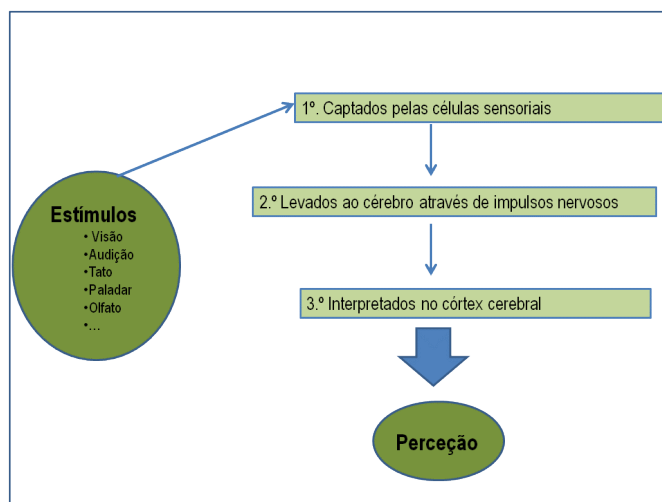 Estímulos
• Visão
•Audição
•Tato
•Paladar
•Olfato
•...
1º. Captados pelas células sensoriais
2.º Levados ao cérebro através de impulsos nervosos
3.º Interpretados no córtex cerebral
Perceção